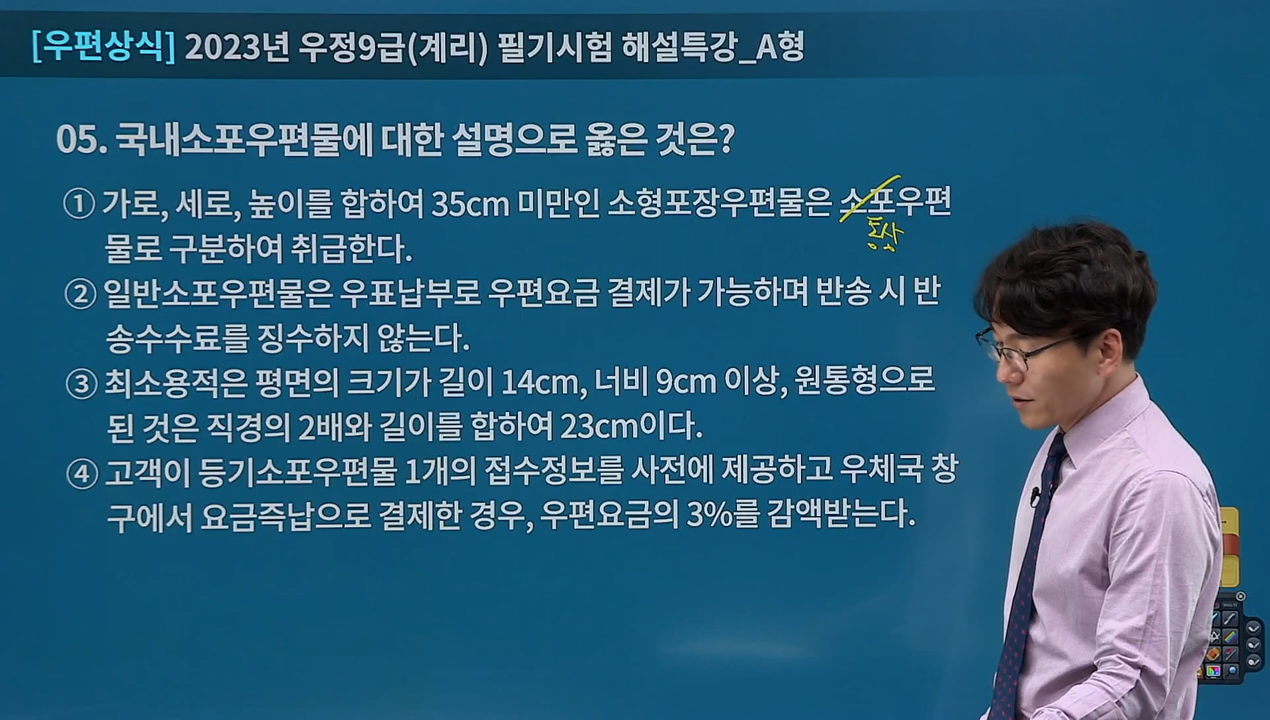 [우편상식] 2023년 우정9급(계리) 필기시험 해설특강_A형
05. 국내소포우편물에 대한 설명으로 옳은 것은?
① 가로, 세로, 높이를 합하여 35cm 미만인 소형포장우편물은 소포우편
통상
물로 구분하여 취급한다.
② 일반소포우편물은 우표납부로 우편요금 결제가 가능하며 반송 시 반
송수수료를 징수하지 않는다.
③ 최소용적은 평면의 크기가 길이 14cm, 너비 9cm 이상, 원통형으로
된 것은 직경의 2배와 길이를 합하여 23cm이다.
④ 고객이 등기소포우편물 1개의 접수정보를 사전에 제공하고 우체국 창
구에서 요금즉납으로 결제한 경우, 우편요금의 3%를 감액받는다.